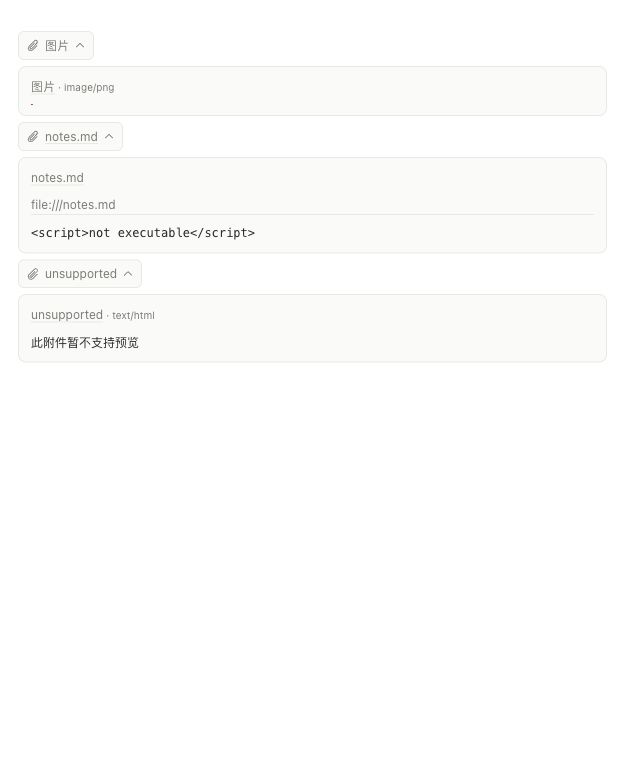 图片
图片 · image/png
notes.md
notes.md
file:///notes.md
<script>not executable</script>
unsupported
unsupported · text/html
此附件暂不支持预览